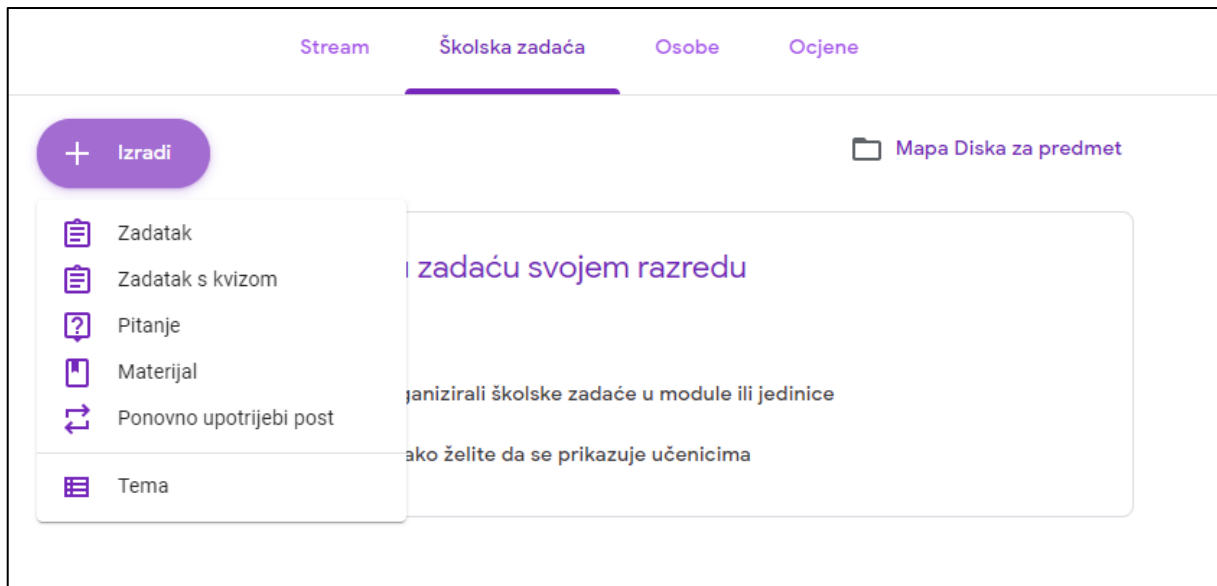 Stream Školska zadaća Osobe Ocjene
Izradi
Mapa Diska za predmet
Zadatak
Zadatak s kvizom
Pitanje
Materijal
Ponovno upotrijebi post
Tema
zadaću svojem razredu
školske zadaće u module ili jedinice
ako želite da se prikazuje učenicima